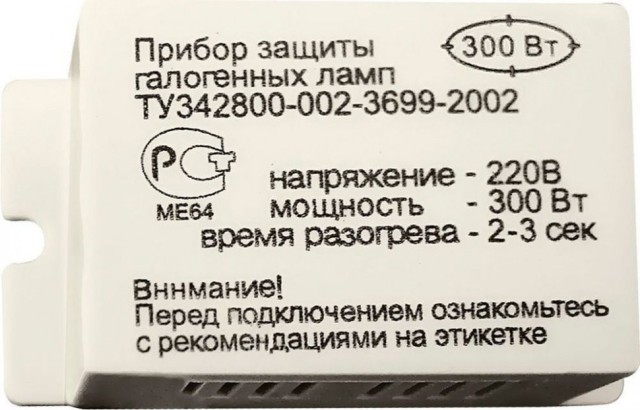 Прибор защиты
300 Вт
галогенных ламп
ТУ342800-002-3699-2002
РСТ
МЕ64
напряжение - 220В
мощность - 300 Вт
время разогрева - 2-3 сек
Вннмание!
Перед подключением ознакомьтесь
с рекомендациями на этикетке